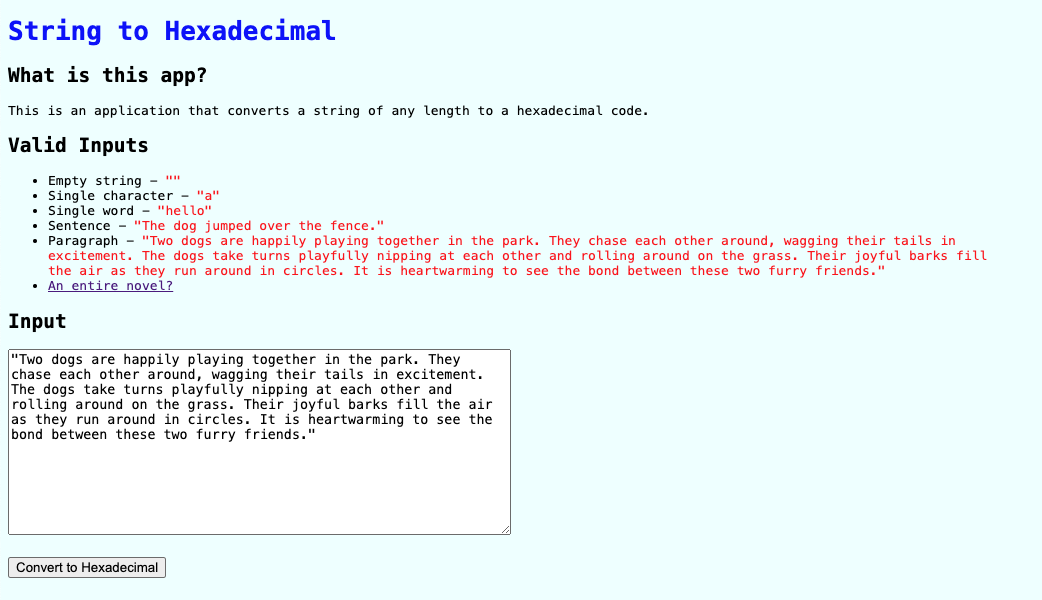 String to Hexadecimal
What is this app?
This is an application that converts a string of any length to a hexadecimal code.
Valid Inputs
• Empty string – ""
• Single character – "a"
• Single word – "hello"
• Sentence – "The dog jumped over the fence."
• Paragraph – "Two dogs are happily playing together in the park. They chase each other around, wagging their tails in
excitement. The dogs take turns playfully nipping at each other and rolling around on the grass. Their joyful barks fill
the air as they run around in circles. It is heartwarming to see the bond between these two furry friends."
• An entire novel?
Input
"Two dogs are happily playing together in the park. They
chase each other around, wagging their tails in excitement.
The dogs take turns playfully nipping at each other and
rolling around on the grass. Their joyful barks fill the air
as they run around in circles. It is heartwarming to see the
bond between these two furry friends."
Convert to Hexadecimal